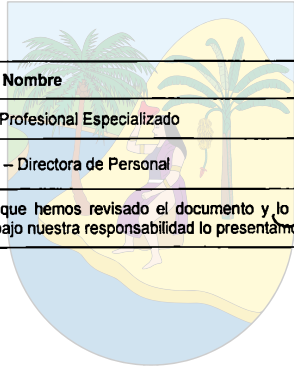 Nombre
Profesional Especializado
– Directora de Personal
que hemos revisado el documento y lo
bajo nuestra responsabilidad lo presentamo